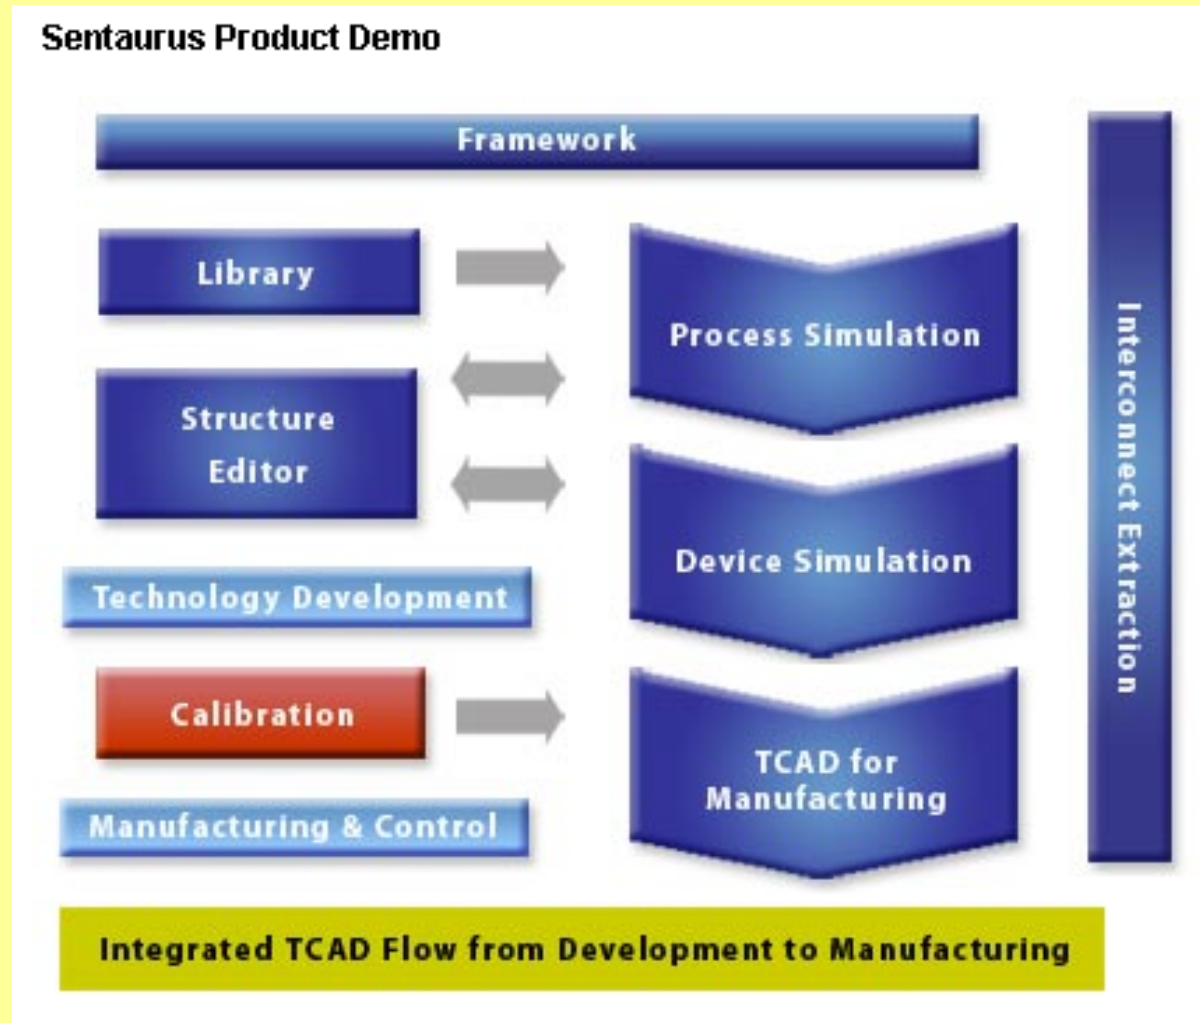 Sentaurus Product Demo
Framework
Library
Process Simulation
Structure
Editor
Device Simulation
Technology Development
Calibration
TCAD for
Manufacturing
Manufacturing & Control
Interconnect Extraction
Integrated TCAD Flow from Development to Manufacturing